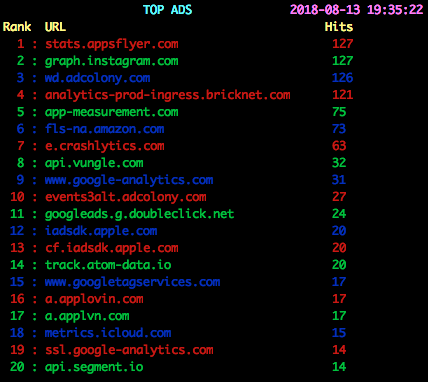 TOP ADS 2018-08-13 19:35:22
Rank URL Hits
1 : stats.appsflyer.com 127
2 : graph.instagram.com 127
3 : wd.adcolony.com 126
4 : analytics-prod-ingress.bricknet.com 121
5 : app-measurement.com 75
6 : fls-na.amazon.com 73
7 : e.crashlytics.com 63
8 : api.vungle.com 32
9 : www.google-analytics.com 31
10 : events3alt.adcolony.com 27
11 : googleads.g.doubleclick.net 24
12 : iadsdk.apple.com 20
13 : cf.iadsdk.apple.com 20
14 : track.atom-data.io 20
15 : www.googletagservices.com 17
16 : a.applovin.com 17
17 : a.applvn.com 17
18 : metrics.icloud.com 15
19 : ssl.google-analytics.com 14
20 : api.segment.io 14